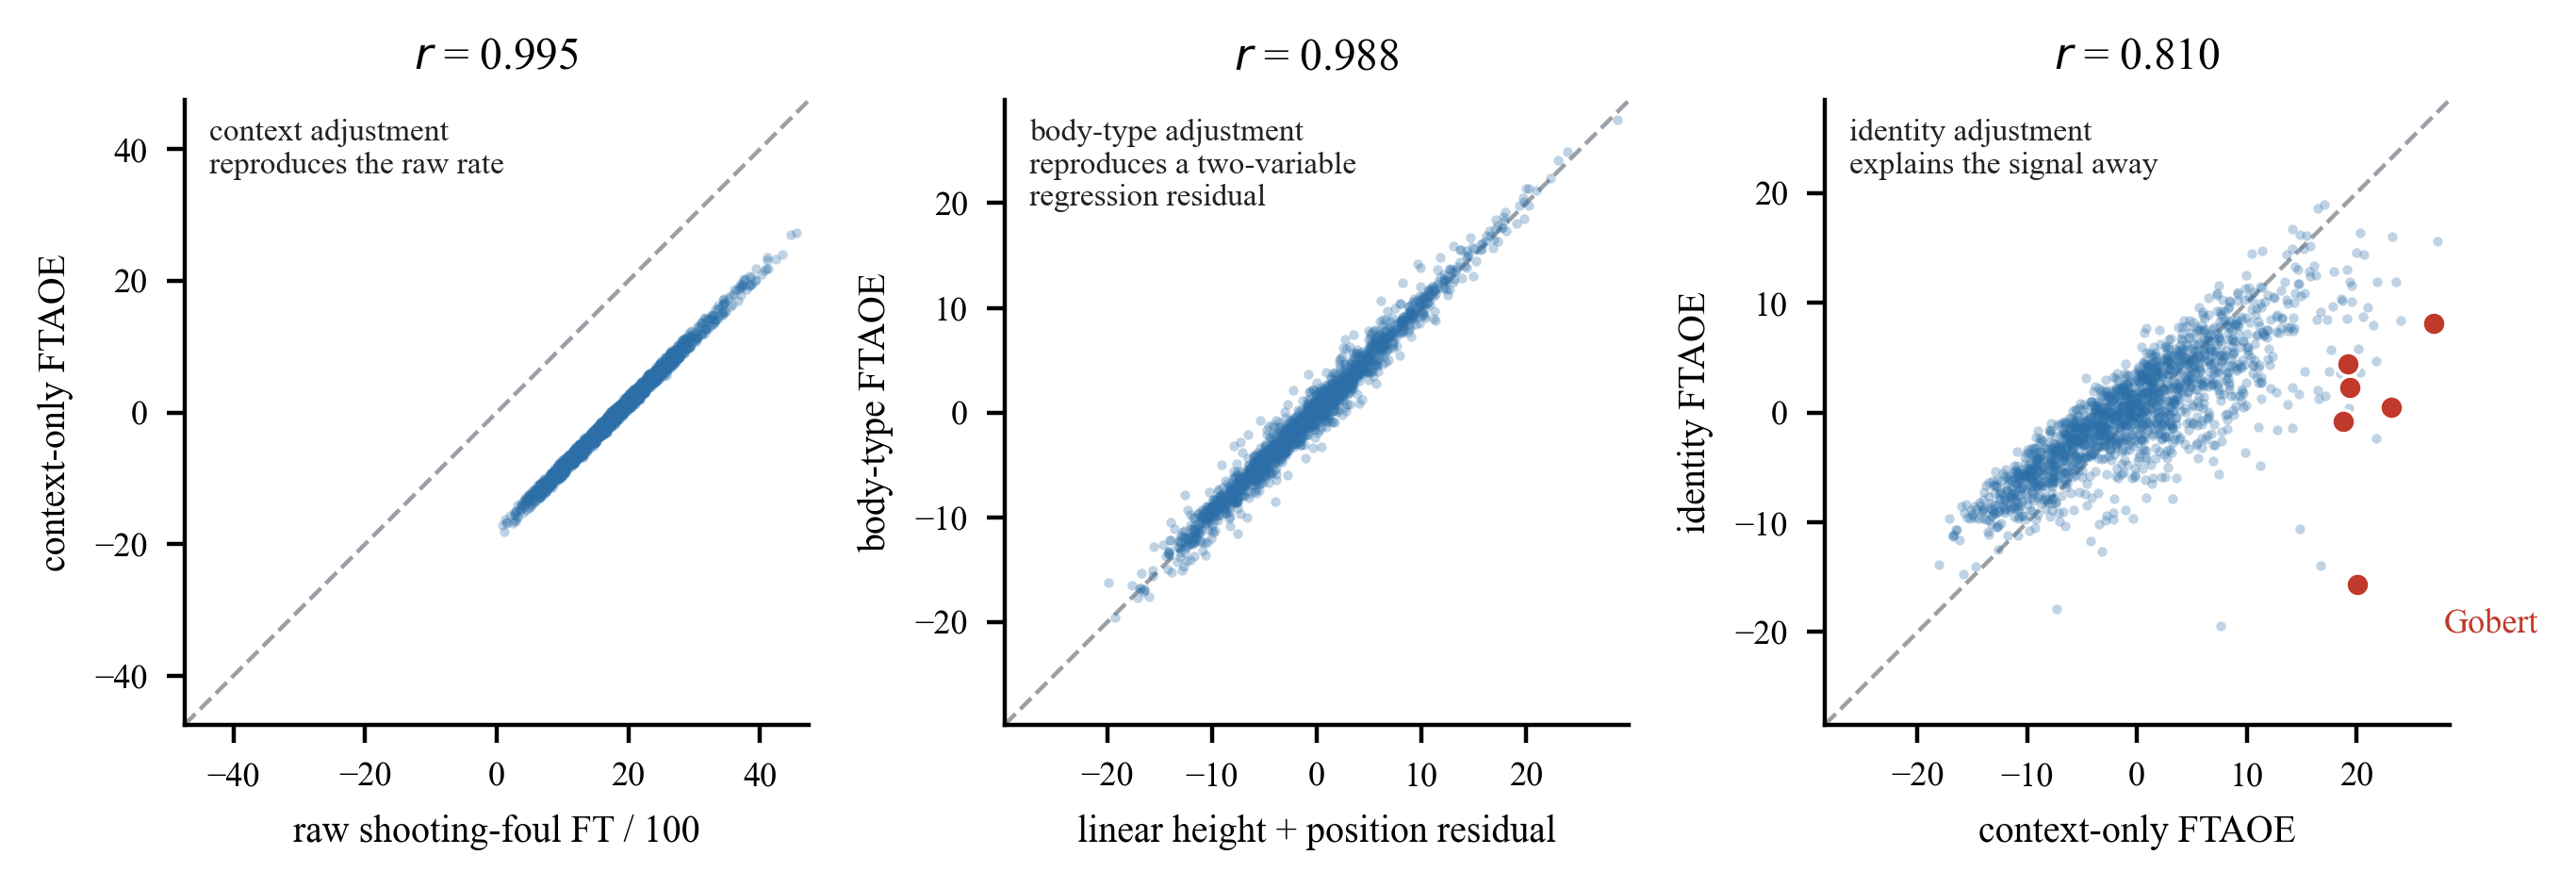 r = 0.995
context adjustment
reproduces the raw rate
40
20
0
−20
−40
context-only FTAOE
−40
−20
0
20
40
raw shooting-foul FT / 100
r = 0.988
body-type adjustment
reproduces a two-variable
regression residual
20
10
0
−10
−20
body-type FTAOE
−20
−10
0
10
20
linear height + position residual
r = 0.810
identity adjustment
explains the signal away
20
10
0
−10
−20
identity FTAOE
Gobert
−20
−10
0
10
20
context-only FTAOE